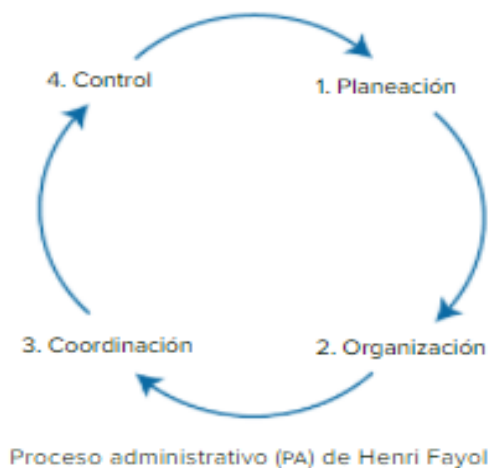 4. Control
1. Planeación
3. Coordinación
2. Organización
Proceso administrativo (PA) de Henri Fayol